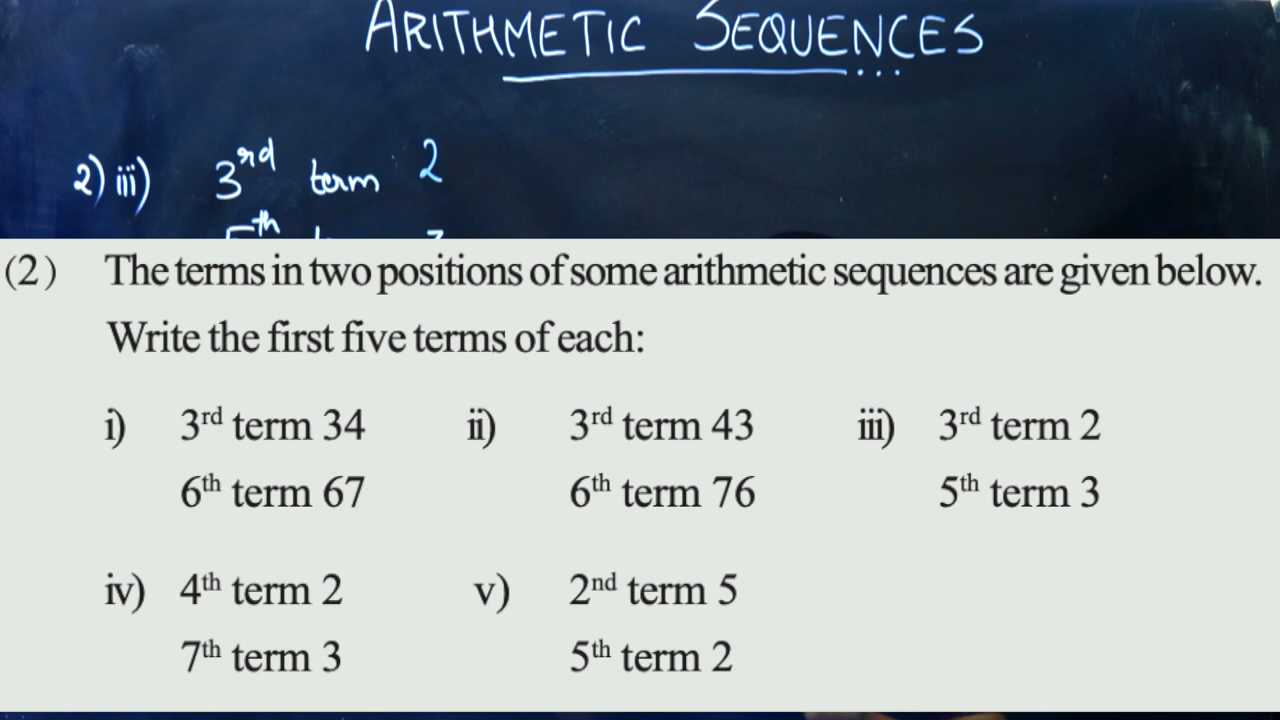 ARITHMETIC SEQUENCES
2) iii) 3rd term 2
5th
(2) The terms in two positions of some arithmetic sequences are given below.
Write the first five terms of each:
i) 3rd term 34 ii) 3rd term 43 iii) 3rd term 2
6th term 67 6th term 76 5th term 3
iv) 4th term 2 v) 2nd term 5
7th term 3 5th term 2